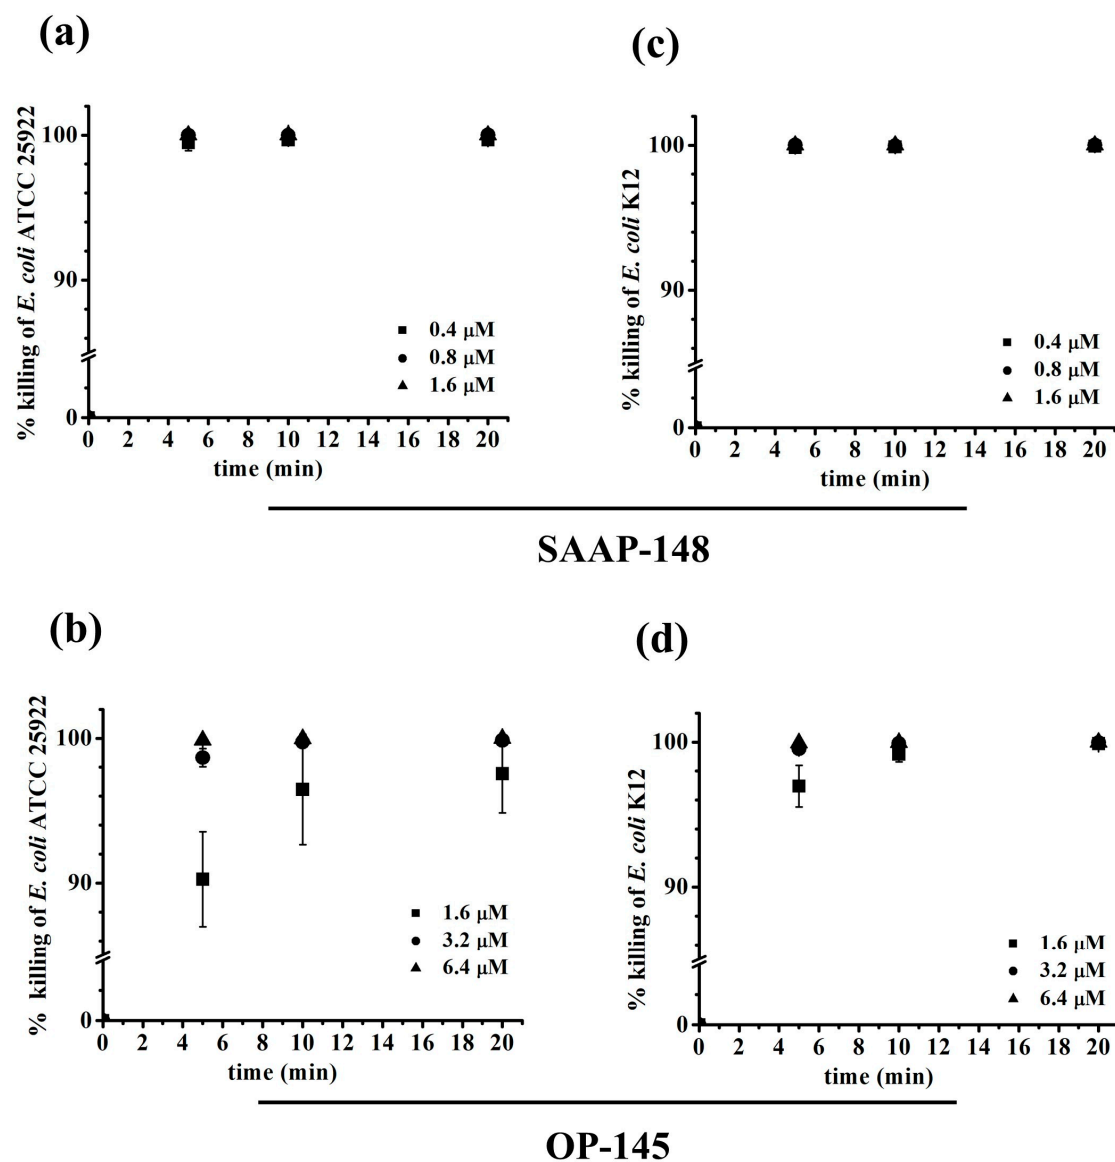 (a)
% killing of E. coli ATCC 25922
100
90
0
0 2 4 6 8 10 12 14 16 18 20
time (min)
0.4 μM
0.8 μM
1.6 μM
(c)
% killing of E. coli K12
100
90
0
0 2 4 6 8 10 12 14 16 18 20
time (min)
0.4 μM
0.8 μM
1.6 μM
SAAP-148
(b)
% killing of E. coli ATCC 25922
100
90
0
0 2 4 6 8 10 12 14 16 18 20
time (min)
1.6 μM
3.2 μM
6.4 μM
(d)
% killing of E. coli K12
100
90
0
0 2 4 6 8 10 12 14 16 18 20
time (min)
1.6 μM
3.2 μM
6.4 μM
OP-145